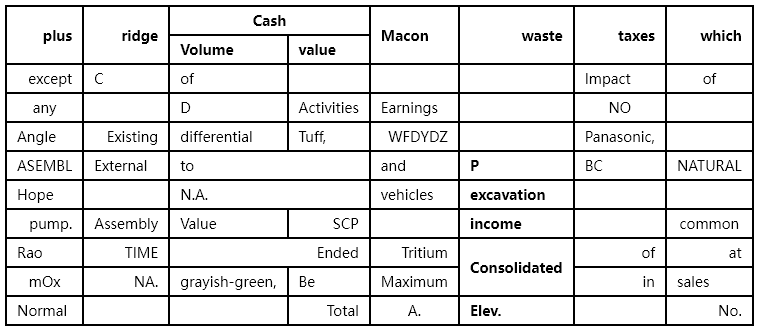 plus ridge Cash Macon waste taxes which
Volume value
except C of Impact of
any D Activities Earnings NO
Angle Existing differential Tuff, WFDYDZ Panasonic,
ASEMBL External to and P BC NATURAL
Hope N.A. vehicles excavation
pump. Assembly Value SCP income common
Rao TIME Ended Tritium Consolidated of at
mOx NA. grayish-green, Be Maximum in sales
Normal Total A. Elev. No.